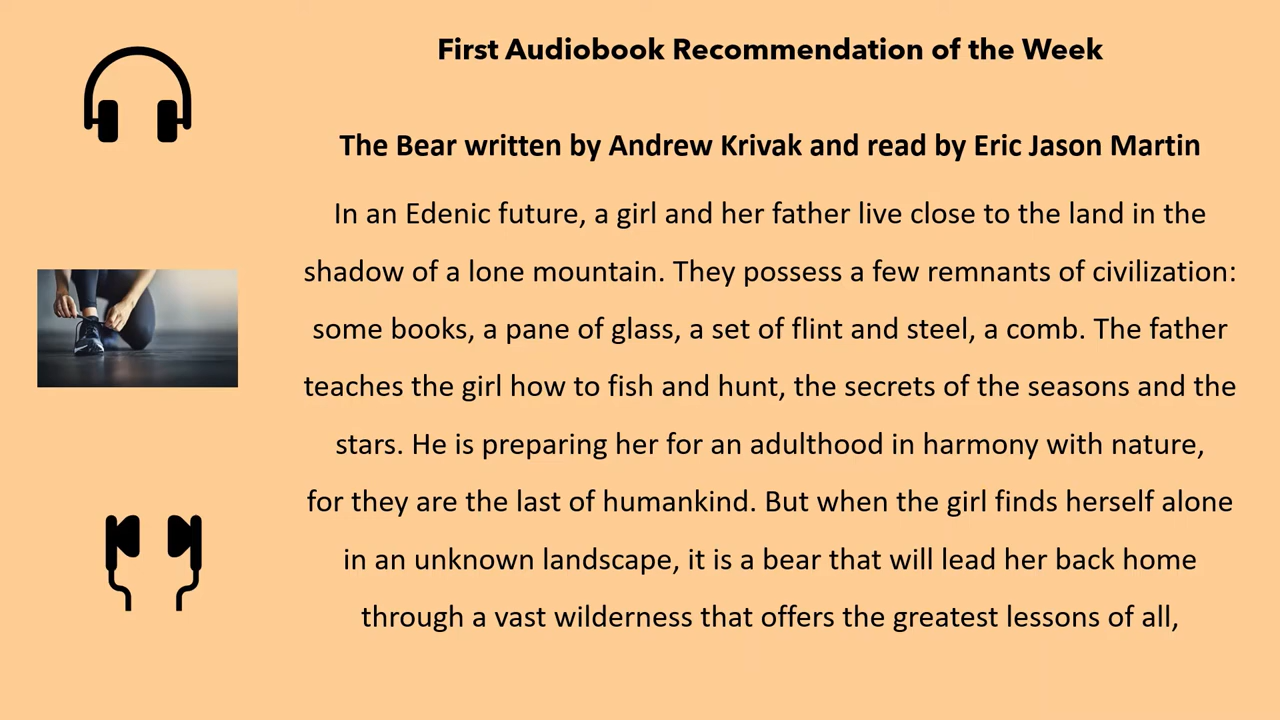 First Audiobook Recommendation of the Week
The Bear written by Andrew Krivak and read by Eric Jason Martin
In an Edenic future, a girl and her father live close to the land in the
shadow of a lone mountain. They possess a few remnants of civilization:
some books, a pane of glass, a set of flint and steel, a comb. The father
teaches the girl how to fish and hunt, the secrets of the seasons and the
stars. He is preparing her for an adulthood in harmony with nature,
for they are the last of humankind. But when the girl finds herself alone
in an unknown landscape, it is a bear that will lead her back home
through a vast wilderness that offers the greatest lessons of all,